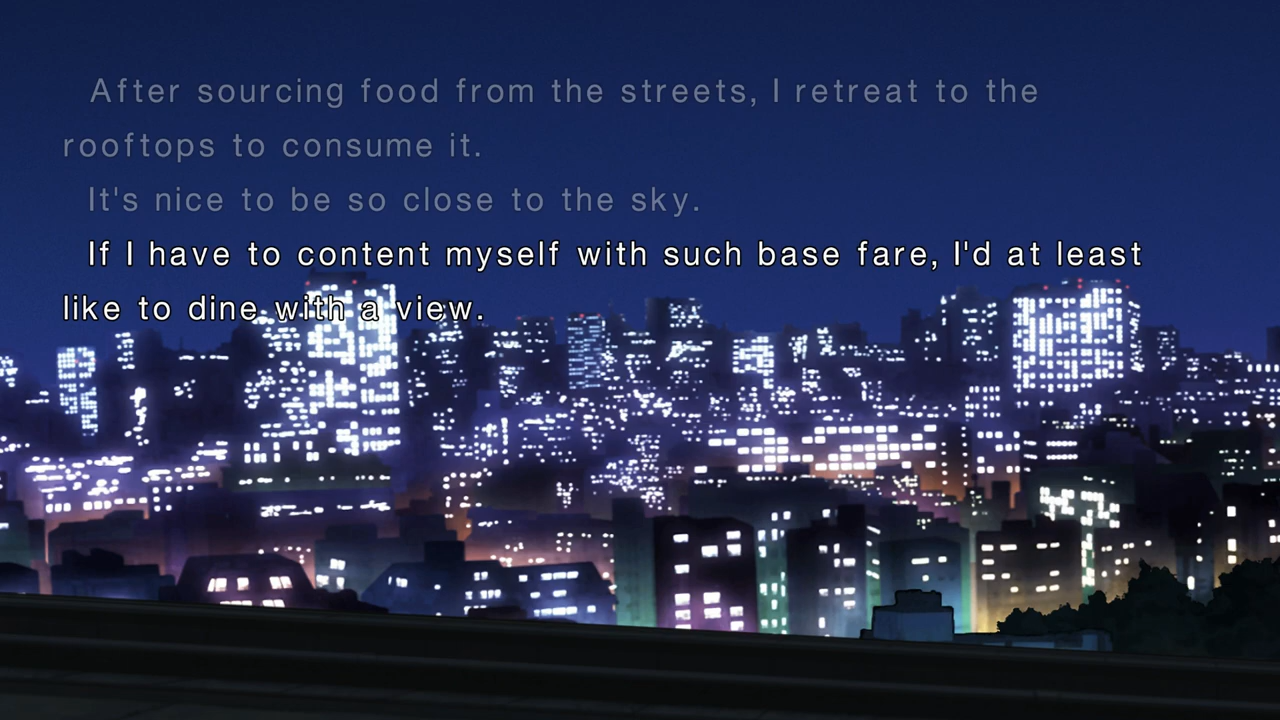 After sourcing food from the streets, I retreat to the
rooftops to consume it.
It's nice to be so close to the sky.
If I have to content myself with such base fare, I'd at least
like to dine with a view.